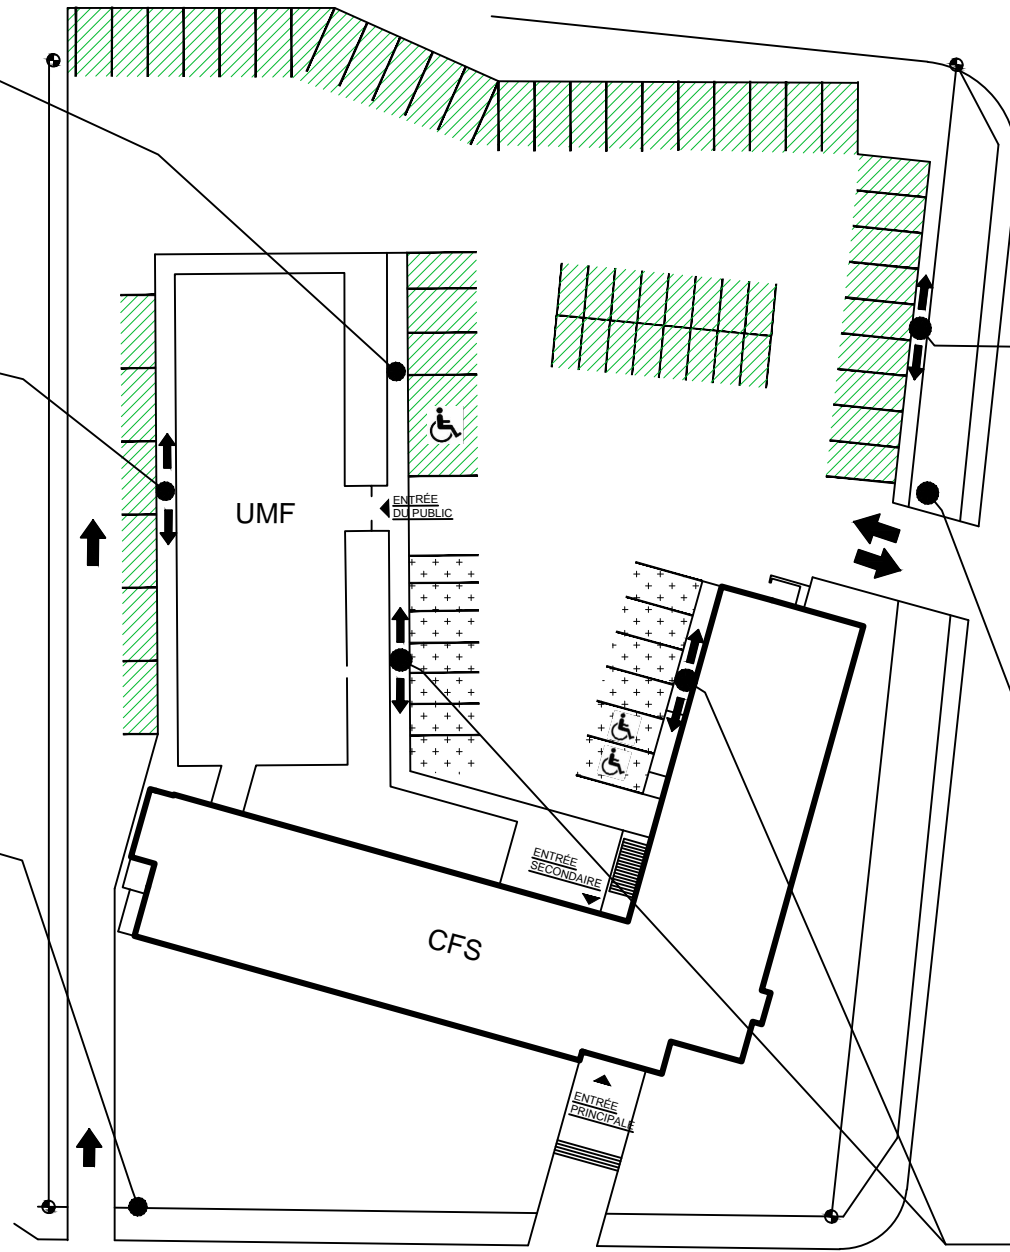 UMF
ENTRÉE
DU PUBLIC
ENTRÉE
SECONDAIRE
CFS
ENTRÉE
PRINCIPALE